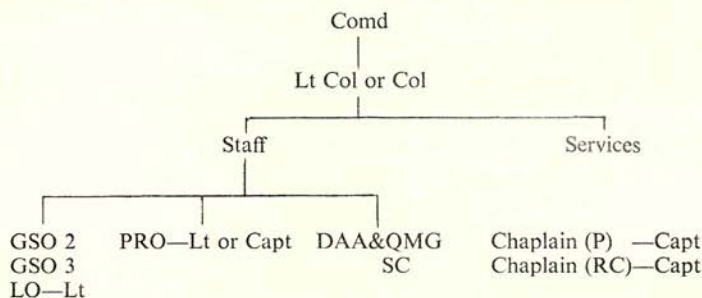 Comd
Lt Col or Col
Staff Services
GSO 2 PRO—Lt or Capt DAA&QMG Chaplain (P) —Capt
GSO 3 SC Chaplain (RC)—Capt
LO—Lt